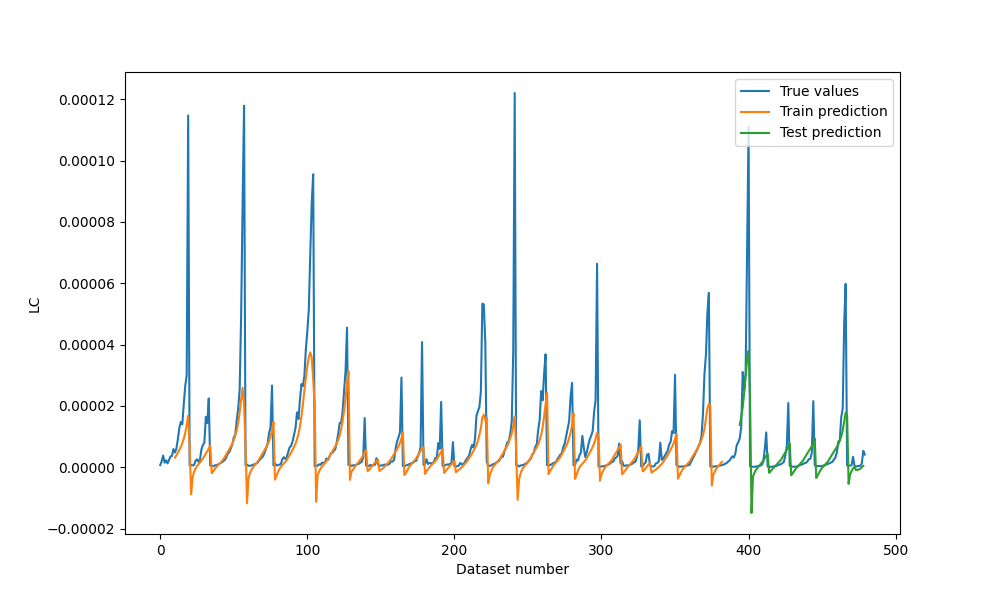 0.00012
0.00010
0.00008
0.00006
0.00004
0.00002
0.00000
−0.00002
LC
0
100
200
300
400
500
Dataset number
True values
Train prediction
Test prediction